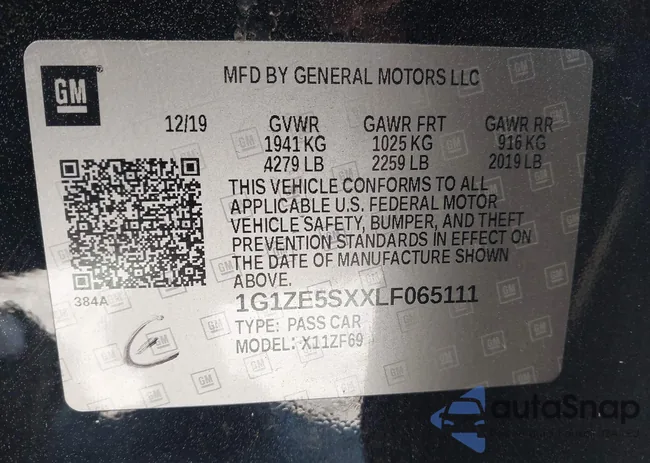 GM
MFD BY GENERAL MOTORS LLC
12/19 GVWR GAWR FRT GAWR RR
1941 KG 1025 KG 916 KG
4279 LB 2259 LB 2019 LB
THIS VEHICLE CONFORMS TO ALL
APPLICABLE U.S. FEDERAL MOTOR
VEHICLE SAFETY, BUMPER, AND THEFT
PREVENTION STANDARDS IN EFFECT ON
THE DATE OF MANUFACTURE SHOWN
ABOVE.
384A
1G1ZE5SXXLF065111
TYPE: PASS CAR
MODEL: X11ZF69
C
autoSnap